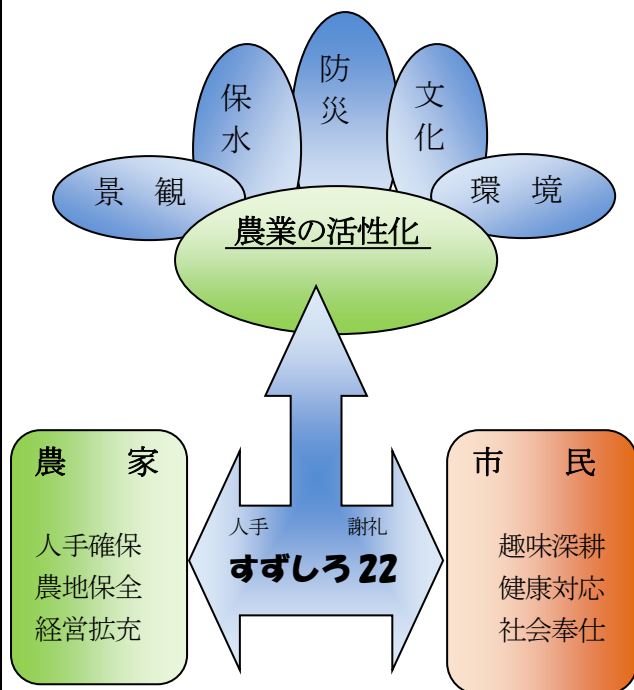 防災
保水
文化
景 観
環 境
農業の活性化
農 家
人手確保
農地保全
経営拡充
人手 謝礼
すずしろ 22
市 民
趣味深耕
健康対応
社会奉仕